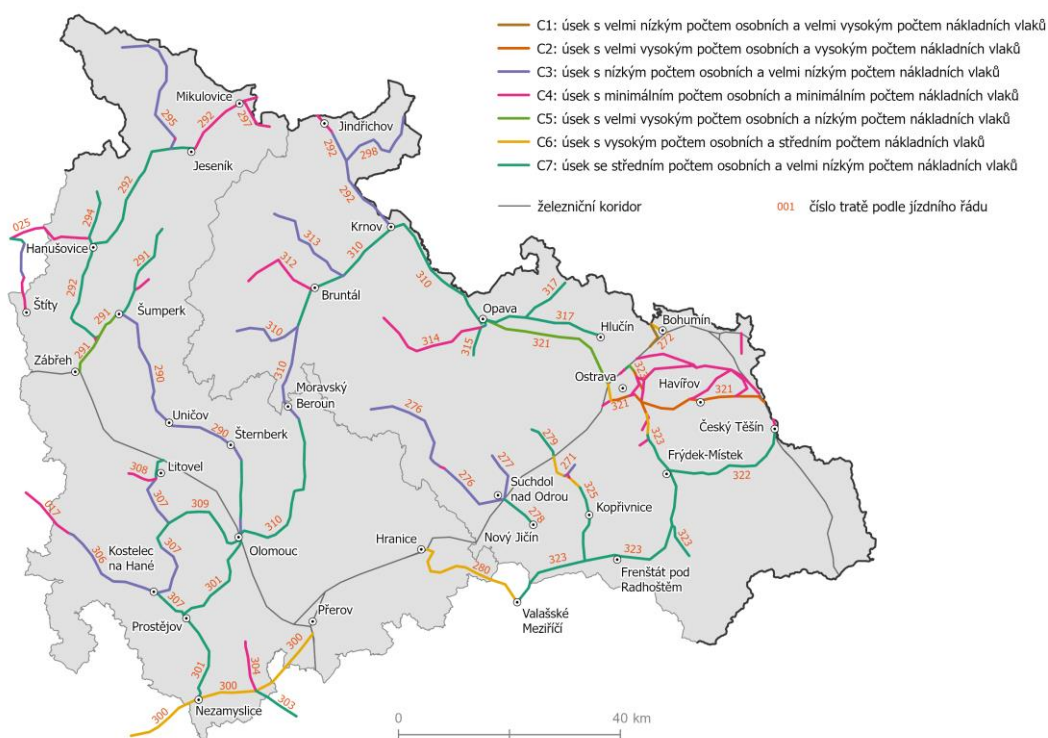 C1: úsek s velmi nízkým počtem osobních a velmi vysokým počtem nákladních vlaků
C2: úsek s velmi vysokým počtem osobních a vysokým počtem nákladních vlaků
C3: úsek s nízkým počtem osobních a velmi nízkým počtem nákladních vlaků
C4: úsek s minimálním počtem osobních a minimálním počtem nákladních vlaků
C5: úsek s velmi vysokým počtem osobních a nízkým počtem nákladních vlaků
C6: úsek s vysokým počtem osobních a středním počtem nákladních vlaků
C7: úsek se středním počtem osobních a velmi nízkým počtem nákladních vlaků
železniční koridor
001 číslo tratě podle jízdního řádu
Mikulovice
295
292
297
Jindřichov
292
298
Jeseník
292
292
294
025
Hanušovice
Krnov
313
310
291
312
310
292
Bruntál
317
Štíty
291
Šumperk
Opava
317
Bohumín
310
314
315
Hlučín
272
321
Zábřeh
291
310
323
Ostrava
Havířov
321
321
290
Moravský
Beroun
276
Český Těšín
Uničov
290
Šternberk
279
323
Frýdek-Místek
308
Litovel
276
277
271
322
017
307
309
Suchdol
nad Odrou
325
Kopřivnice
310
278
306
Kostelec
na Hané
307
Olomouc
Hranice
Nový Jičín
323
323
323
301
280
Frenštát pod
Radhoštěm
307
Prostějov
Přerov
Valašské
Meziříčí
300
304
301
300
303
Nezamyslice
300
0
40 km